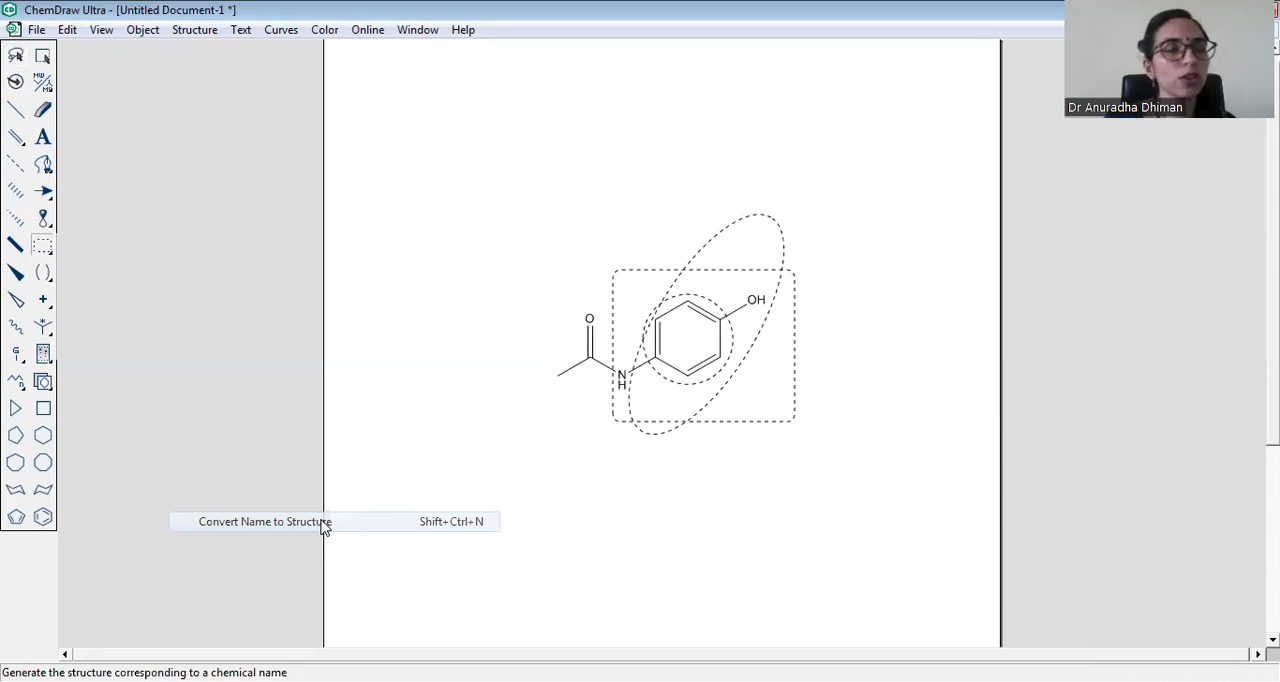 ChemDraw Ultra - [Untitled Document-1 *]
File Edit View Object Structure Text Curves Color Online Window Help
Dr Anuradha Dhiman
OH
O
N
H
Convert Name to Structure Shift+Ctrl+N
Generate the structure corresponding to a chemical name